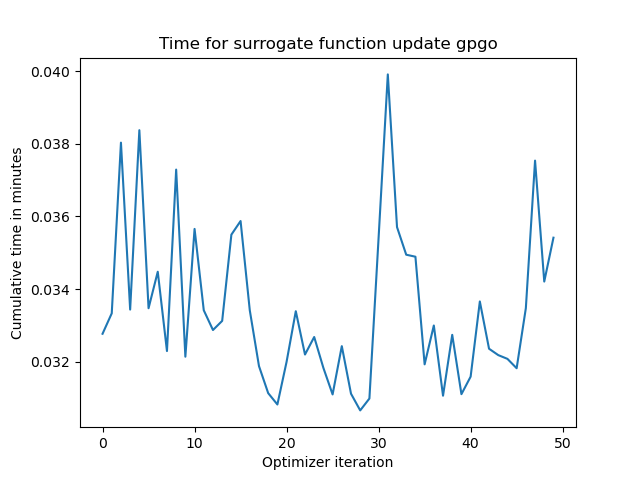 Time for surrogate function update gpgo
0.040
0.038
0.036
0.034
0.032
Cumulative time in minutes
0 10 20 30 40 50
Optimizer iteration